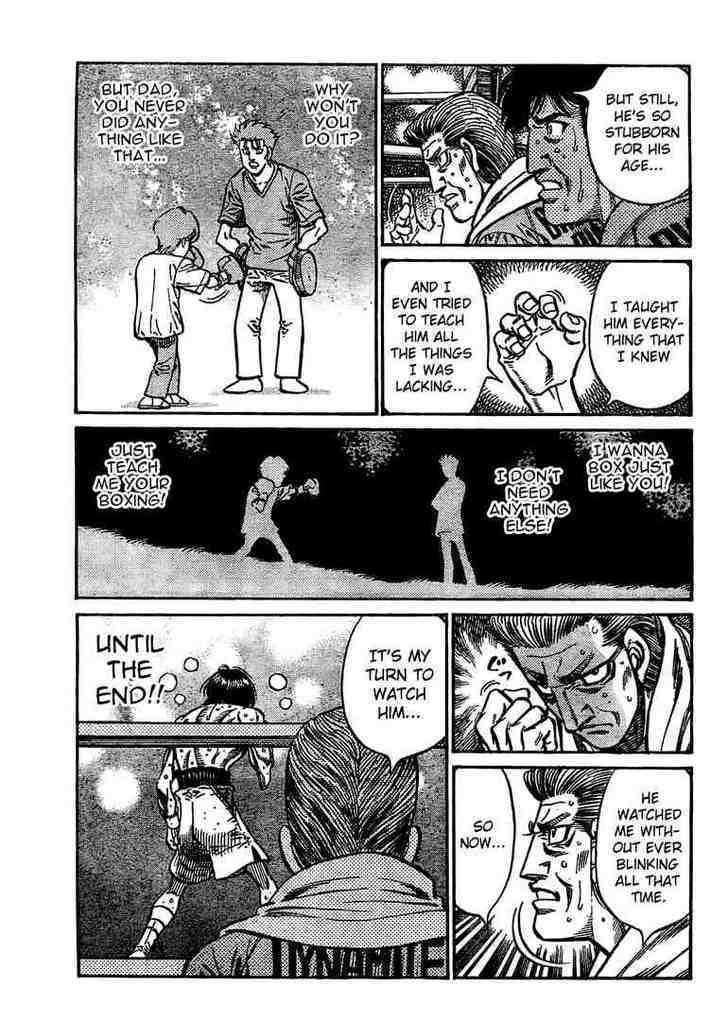 BUT STILL,
HE'S SO
STUBBORN
FOR HIS
AGE...
WHY
WON'T
YOU
DO IT?
BUT DAD,
YOU NEVER
DID ANY-
THING LIKE
THAT...
I TAUGHT
HIM EVERY-
THING THAT
I KNEW
AND I
EVEN TRIED
TO TEACH
HIM ALL
THE THINGS
I WAS
LACKING...
I WANNA
BOX JUST
LIKE YOU!
I DON'T
NEED
ANYTHING
ELSE!
JUST
TEACH
ME YOUR
BOXING!
HE
WATCHED
ME WITH-
OUT EVER
BLINKING
ALL THAT
TIME.
SO
NOW...
IT'S MY
TURN TO
WATCH
HIM...
UNTIL
THE
END!!
DYNAMITE